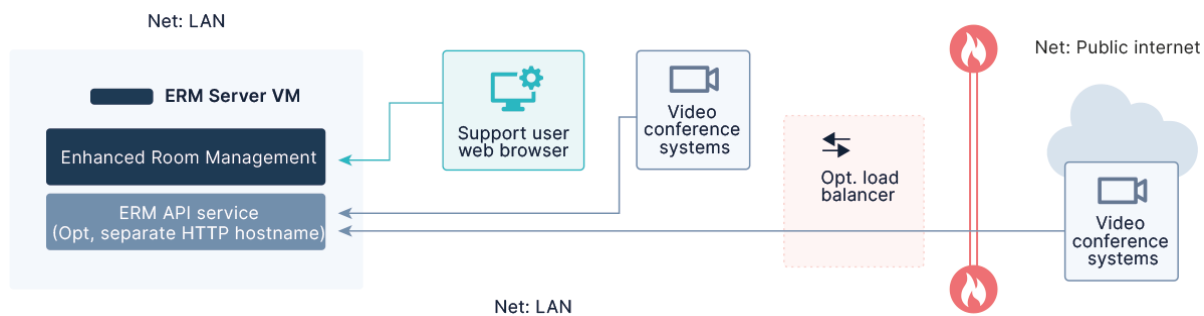 Net: LAN
ERM Server VM
Enhanced Room Management
ERM API service
(Opt, separate HTTP hostname)
Support user
web browser
Video
conference
systems
Opt. load
balancer
Net: Public internet
Video
conference
systems
Net: LAN